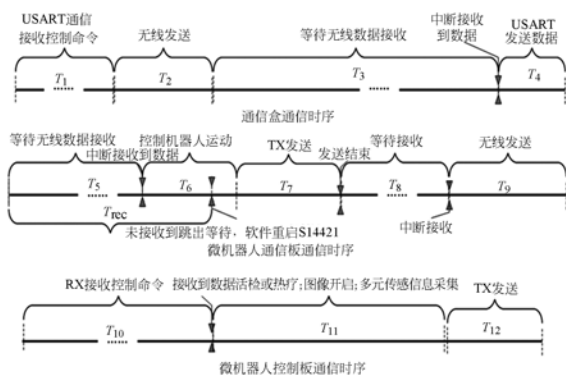 USART通信
接收控制命令
无线发送
等待无线数据接收
中断接收
到数据
USART
发送数据
T1
T2
T3
T4
通信盒通信时序
等待无线数据接收
中断接收到数据
控制机器人运动
TX发送
发送结束
等待接收
无线发送
T5
T6
T7
T8
T9
Trec
未接收到跳出等待，软件重启S14421
中断接收
微机器人通信板通信时序
RX接收控制命令
接收到数据活检或热疗;图像开启;多元传感信息采集
TX发送
T10
T11
T12
微机器人控制板通信时序